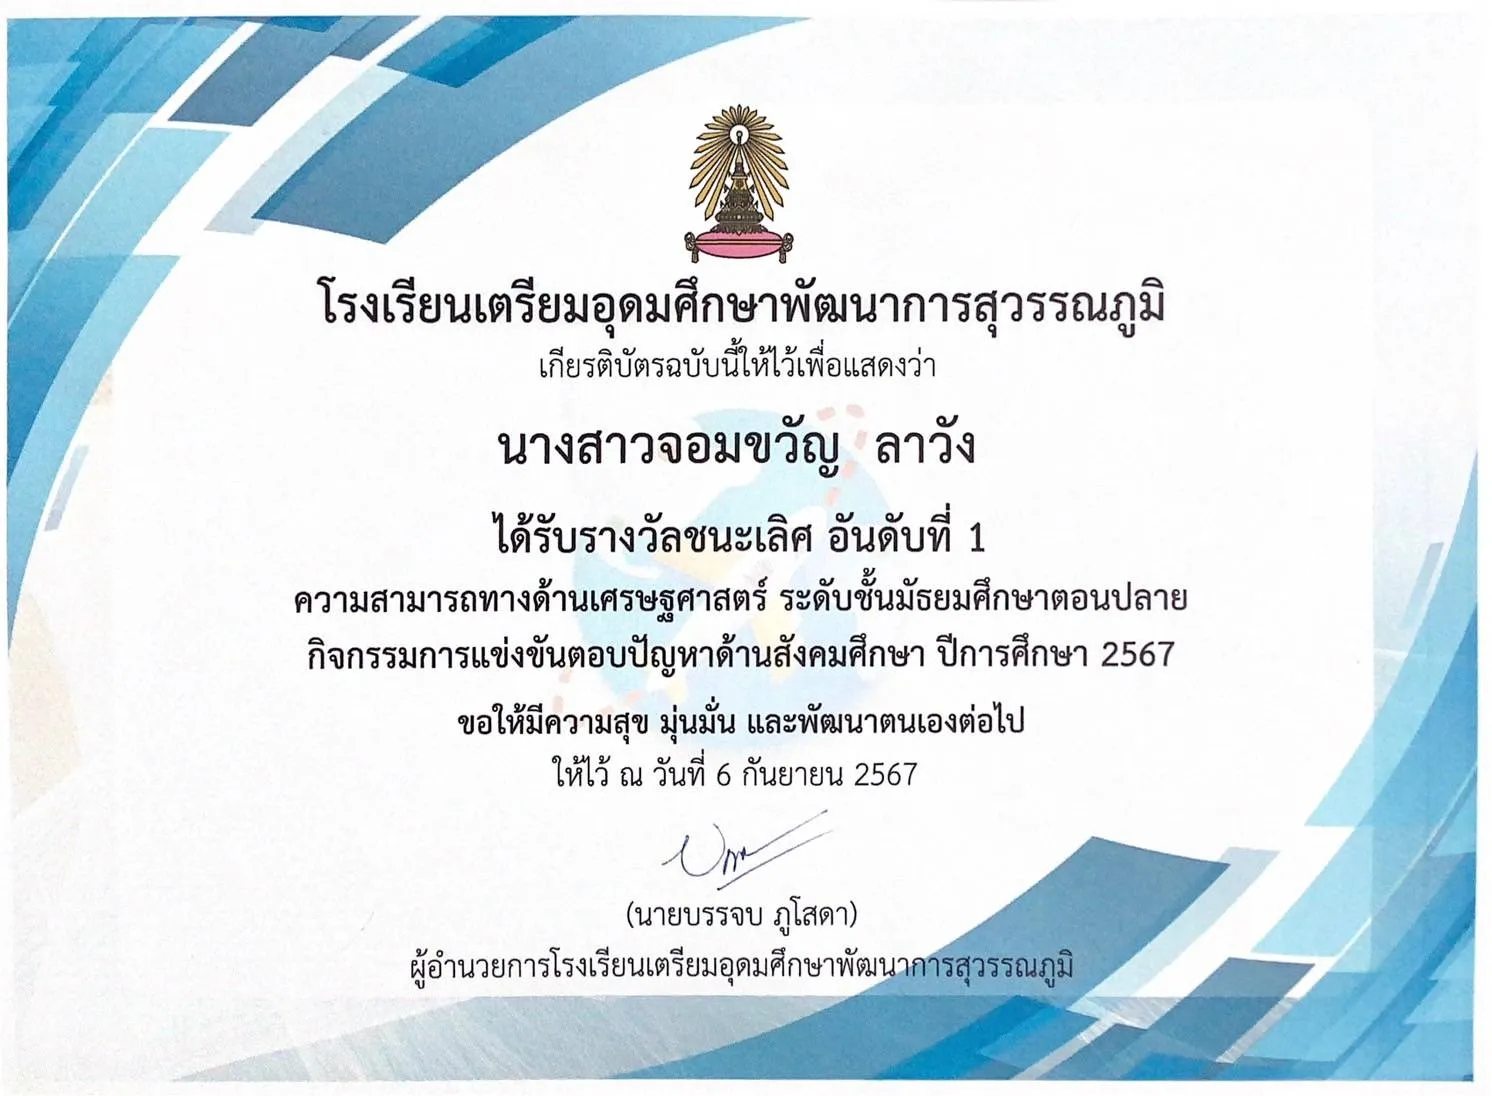 โรงเรียนเตรียมอุดมศึกษาพัฒนาการสุวรรณภูมิ
เกียรติบัตรฉบับนี้ให้ไว้เพื่อแสดงว่า
นางสาวจอมขวัญ ลาวัง
ได้รับรางวัลชนะเลิศ อันดับที่ 1
ความสามารถทางด้านเศรษฐศาสตร์ ระดับชั้นมัธยมศึกษาตอนปลาย
กิจกรรมการแข่งขันตอบปัญหาด้านสังคมศึกษา ปีการศึกษา 2567
ขอให้มีความสุข มุ่นมั่น และพัฒนาตนเองต่อไป
ให้ไว้ ณ วันที่ 6 กันยายน 2567
(นายบรรจบ ภูโสดา)
ผู้อำนวยการโรงเรียนเตรียมอุดมศึกษาพัฒนาการสุวรรณภูมิ